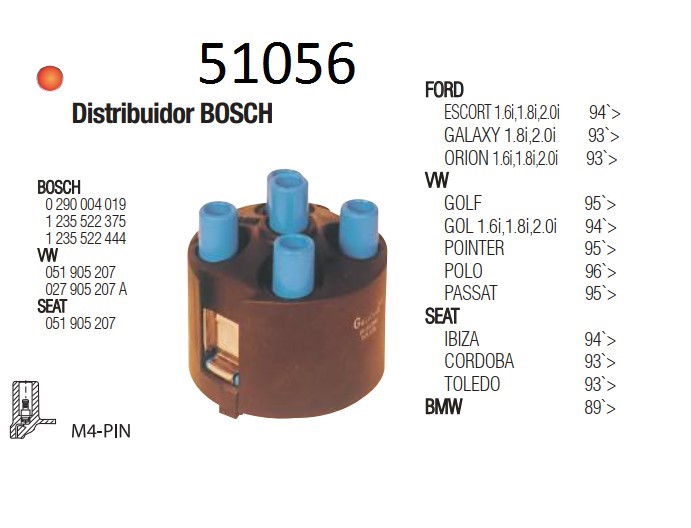 51056
Distribuidor BOSCH
BOSCH
0 290 004 019
1 235 522 375
1 235 522 444
VW
051 905 207
027 905 207 A
SEAT
051 905 207
M4-PIN
FORD
ESCORT 1.6i,1.8i,2.0i 94`>
GALAXY 1.8i,2.0i 93`>
ORION 1.6i,1.8i,2.0i 93`>
VW
GOLF 95`>
GOL 1.6i,1.8i,2.0i 94`>
POINTER 95`>
POLO 96`>
PASSAT 95`>
SEAT
IBIZA 94`>
CORDOBA 93`>
TOLEDO 93`>
BMW 89`>